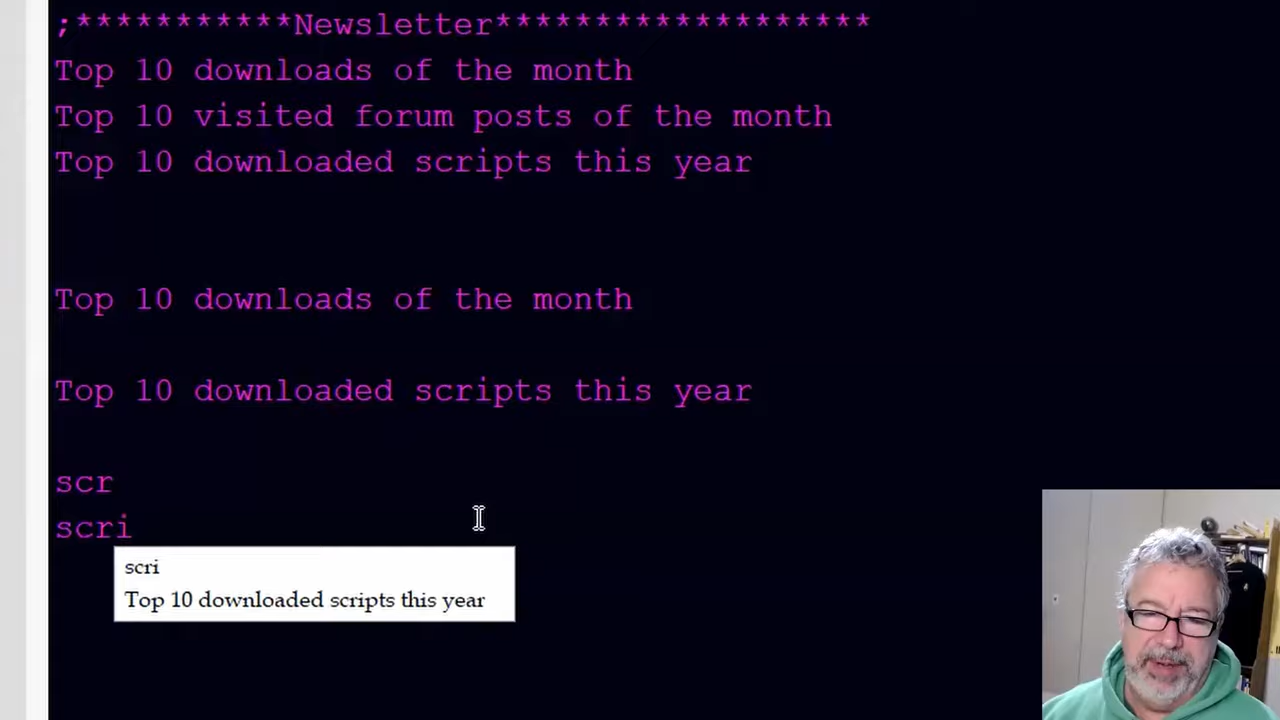 ;***********Newsletter*******************
Top 10 downloads of the month
Top 10 visited forum posts of the month
Top 10 downloaded scripts this year
Top 10 downloads of the month
Top 10 downloaded scripts this year
scr
scri
scri
Top 10 downloaded scripts this year